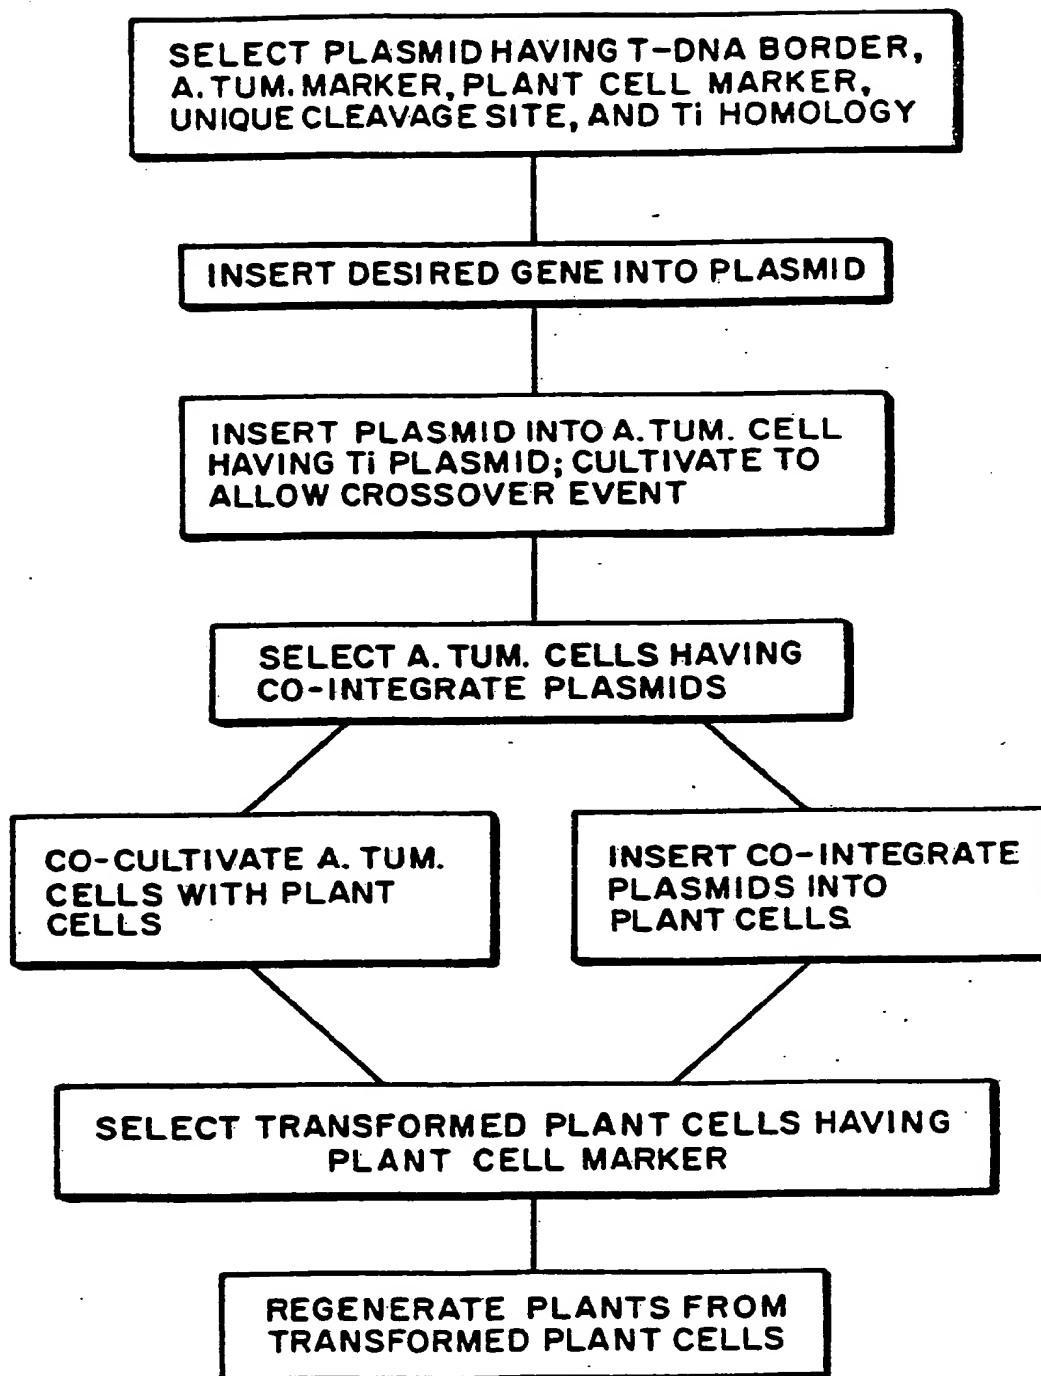 SELECT PLASMID HAVING T-DNA BORDER,
A. TUM. MARKER, PLANT CELL MARKER,
UNIQUE CLEAVAGE SITE, AND Ti HOMOLOGY
INSERT DESIRED GENE INTO PLASMID
INSERT PLASMID INTO A. TUM. CELL
HAVING Ti PLASMID; CULTIVATE TO
ALLOW CROSSOVER EVENT
SELECT A. TUM. CELLS HAVING
CO-INTEGRATE PLASMIDS
CO-CULTIVATE A. TUM.
CELLS WITH PLANT
CELLS
INSERT CO-INTEGRATE
PLASMIDS INTO
PLANT CELLS
SELECT TRANSFORMED PLANT CELLS HAVING
PLANT CELL MARKER
REGENERATE PLANTS FROM
TRANSFORMED PLANT CELLS